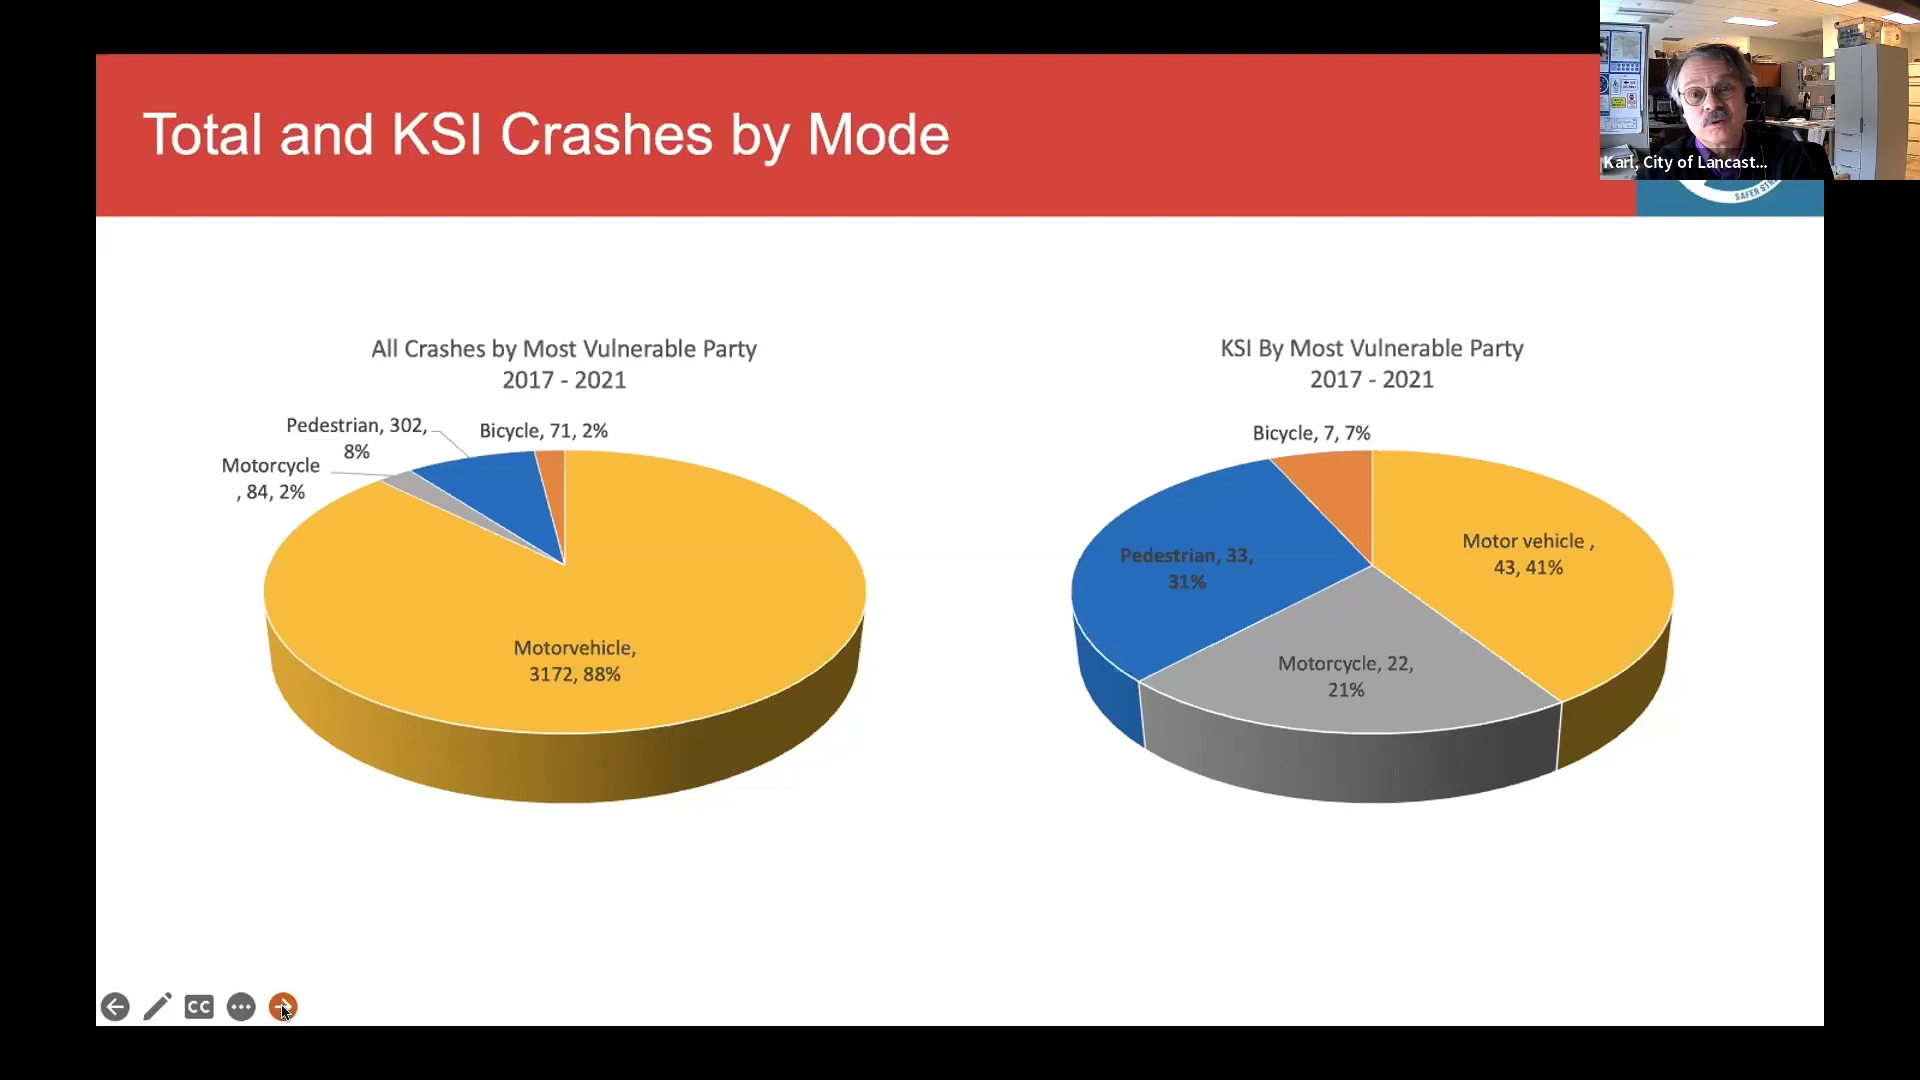 Total and KSI Crashes by Mode
Karl, City of Lancast...
SAFER
All Crashes by Most Vulnerable Party
2017 - 2021
Pedestrian, 302,
8%
Bicycle, 71, 2%
Motorcycle
, 84, 2%
Motorvehicle,
3172, 88%
KSI By Most Vulnerable Party
2017 - 2021
Bicycle, 7, 7%
Pedestrian, 33,
31%
Motor vehicle ,
43, 41%
Motorcycle, 22,
21%
CC